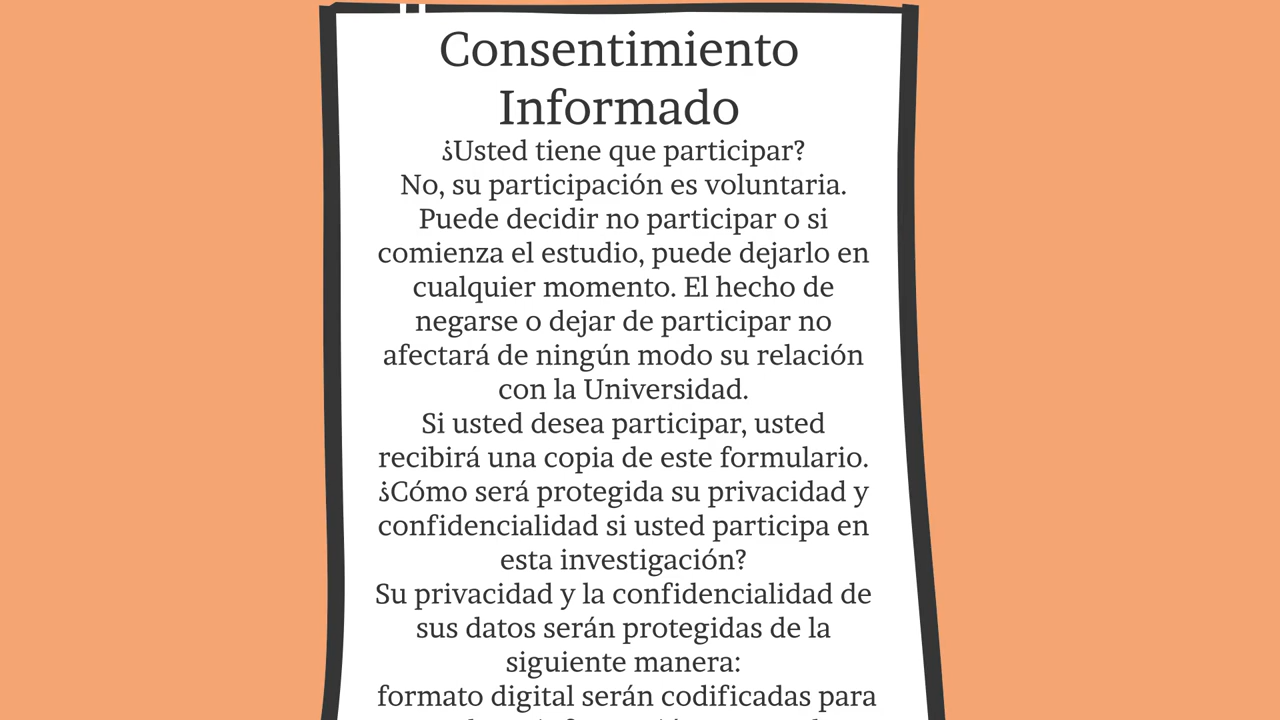 Consentimiento
Informado
¿Usted tiene que participar?
No, su participación es voluntaria.
Puede decidir no participar o si
comienza el estudio, puede dejarlo en
cualquier momento. El hecho de
negarse o dejar de participar no
afectará de ningún modo su relación
con la Universidad.
Si usted desea participar, usted
recibirá una copia de este formulario.
¿Cómo será protegida su privacidad y
confidencialidad si usted participa en
esta investigación?
Su privacidad y la confidencialidad de
sus datos serán protegidas de la
siguiente manera:
formato digital serán codificadas para